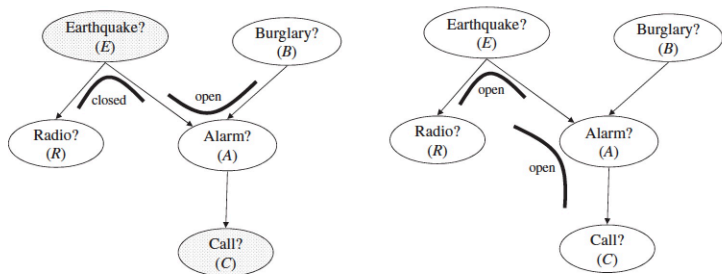 Earthquake?
(E)
Burglary?
(B)
closed
open
Radio?
(R)
Alarm?
(A)
Call?
(C)
Earthquake?
(E)
Burglary?
(B)
open
Radio?
(R)
Alarm?
(A)
open
Call?
(C)